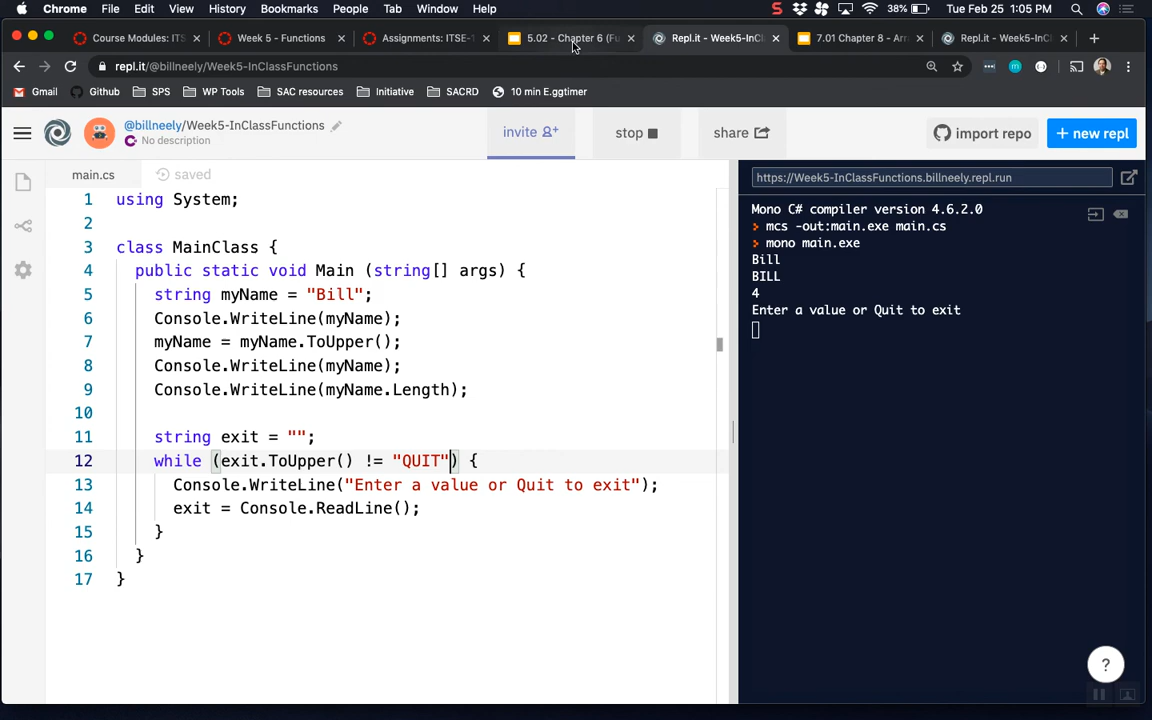 Chrome File Edit View History Bookmarks People Tab Window Help 38% Tue Feb 25 1:05 PM
Course Modules: ITS Week 5 - Functions Assignments: ITSE-1 5.02 - Chapter 6 (Fu Repl.it - Week5-InCl 7.01 Chapter 8 - Arr Repl.it - Week5-InCl
repl.it/@billneely/Week5-InClassFunctions
Gmail Github SPS WP Tools SAC resources Initiative SACRD 10 min E.ggtimer
@billneely/Week5-InClassFunctions
No description
invite stop share import repo + new repl
main.cs saved
https://Week5-InClassFunctions.billneely.repl.run
1 using System;
2
3 class MainClass {
4 public static void Main (string[] args) {
5 string myName = "Bill";
6 Console.WriteLine(myName);
7 myName = myName.ToUpper();
8 Console.WriteLine(myName);
9 Console.WriteLine(myName.Length);
10
11 string exit = "";
12 while (exit.ToUpper() != "QUIT") {
13 Console.WriteLine("Enter a value or Quit to exit");
14 exit = Console.ReadLine();
15 }
16 }
17 }
Mono C# compiler version 4.6.2.0
mcs -out:main.exe main.cs
mono main.exe
Bill
BILL
4
Enter a value or Quit to exit
?